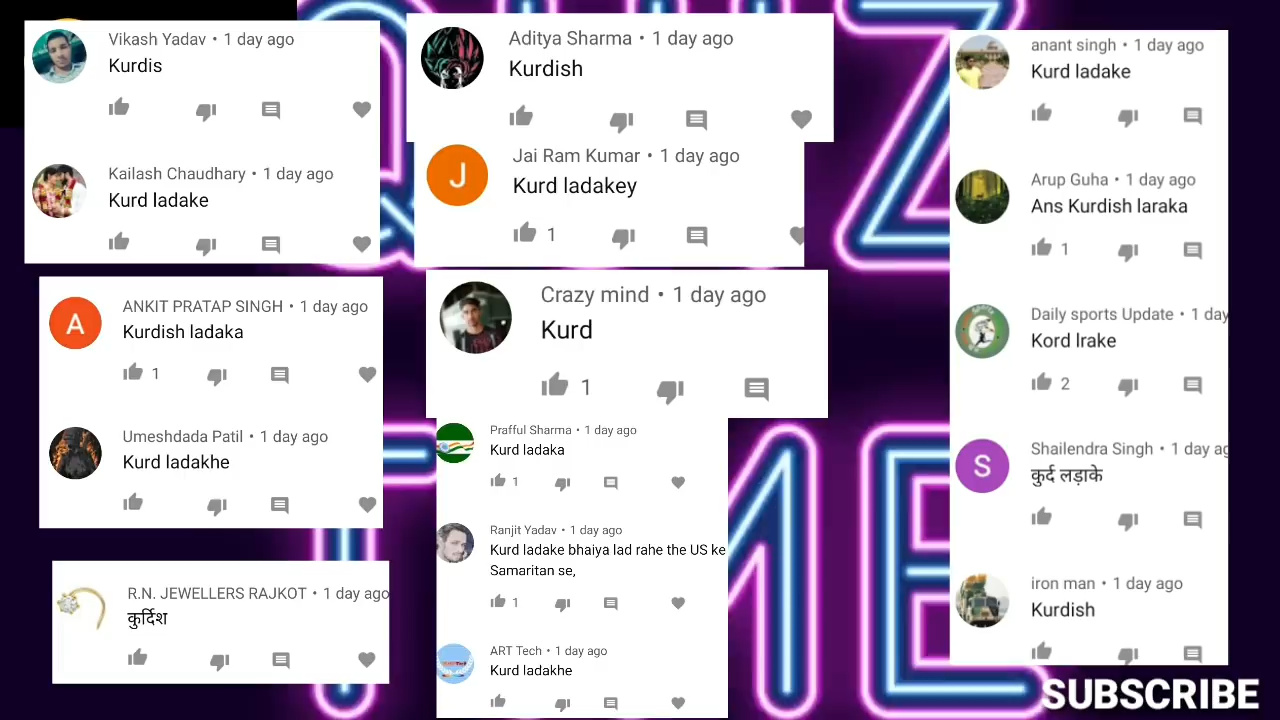 Vikash Yadav • 1 day ago
Kurdis
Kailash Chaudhary • 1 day ago
Kurd ladake
ANKIT PRATAP SINGH • 1 day ago
A
Kurdish ladaka
1
Umeshdada Patil • 1 day ago
Kurd ladakhe
R.N. JEWELLERS RAJKOT • 1 day ago
कुर्दिश
Aditya Sharma • 1 day ago
Kurdish
Jai Ram Kumar • 1 day ago
J
Kurd ladakey
1
Crazy mind • 1 day ago
Kurd
1
Prafful Sharma • 1 day ago
Kurd ladaka
1
Ranjit Yadav • 1 day ago
Kurd ladake bhaiya lad rahe the US ke
Samaritan se,
1
ART Tech • 1 day ago
Kurd ladakhe
anant singh • 1 day ago
Kurd ladake
Arup Guha • 1 day ago
Ans Kurdish laraka
1
Daily sports Update • 1 day
Kord lrake
2
Shailendra Singh • 1 day ag
S
कुर्द लड़ाके
iron man • 1 day ago
Kurdish
SUBSCRIBE